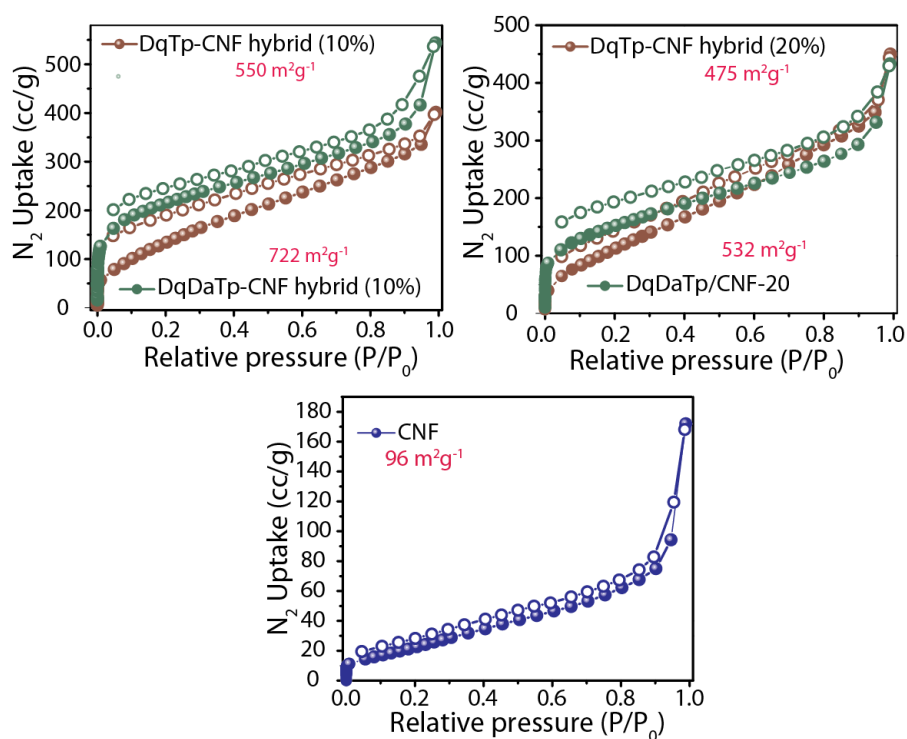 DqTp-CNF hybrid (10%)
550 m²g⁻¹
722 m²g⁻¹
DqDaTp-CNF hybrid (10%)
N₂ Uptake (cc/g)
500
400
300
200
100
0
0.0 0.2 0.4 0.6 0.8 1.0
Relative pressure (P/P₀)
DqTp-CNF hybrid (20%)
475 m²g⁻¹
532 m²g⁻¹
DqDaTp/CNF-20
N₂ Uptake (cc/g)
500
400
300
200
100
0
0.0 0.2 0.4 0.6 0.8 1.0
Relative pressure (P/P₀)
CNF
96 m²g⁻¹
N₂ Uptake (cc/g)
180
160
140
120
100
80
60
40
20
0
0.0 0.2 0.4 0.6 0.8 1.0
Relative pressure (P/P₀)